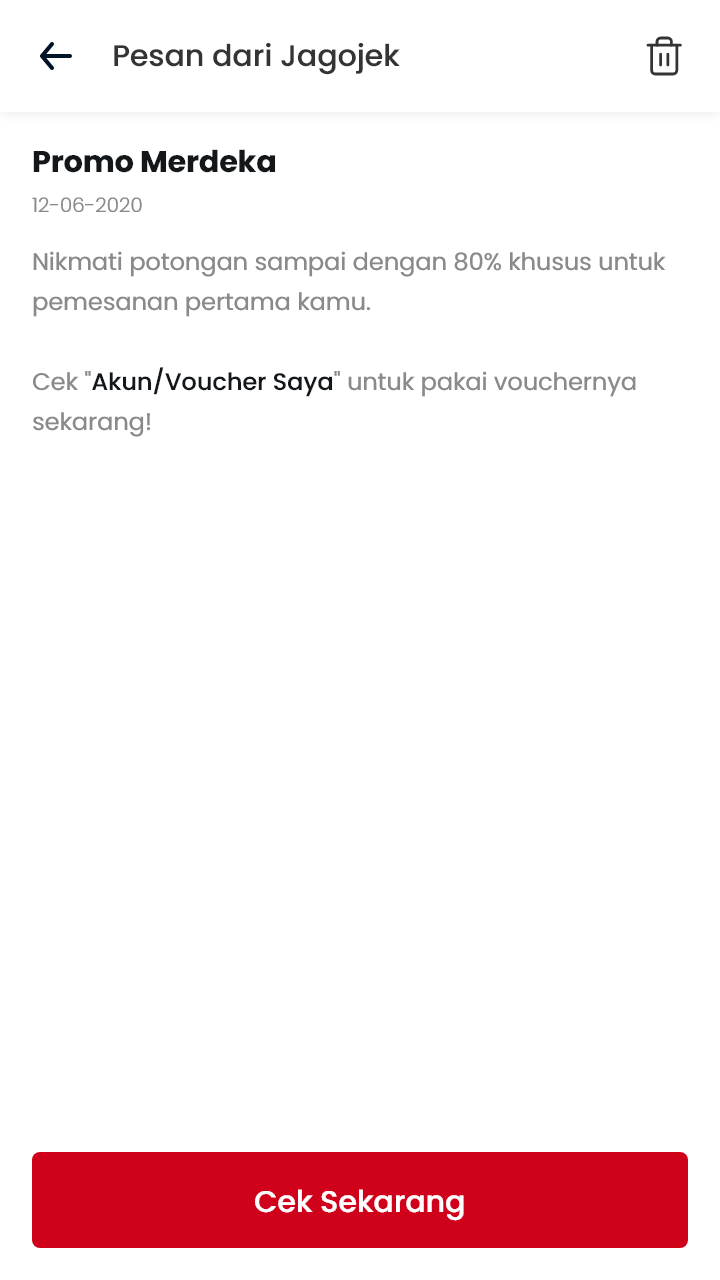 Pesan dari Jagojek
Promo Merdeka
12-06-2020
Nikmati potongan sampai dengan 80% khusus untuk
pemesanan pertama kamu.
Cek "Akun/Voucher Saya" untuk pakai vouchernya
sekarang!
Cek Sekarang